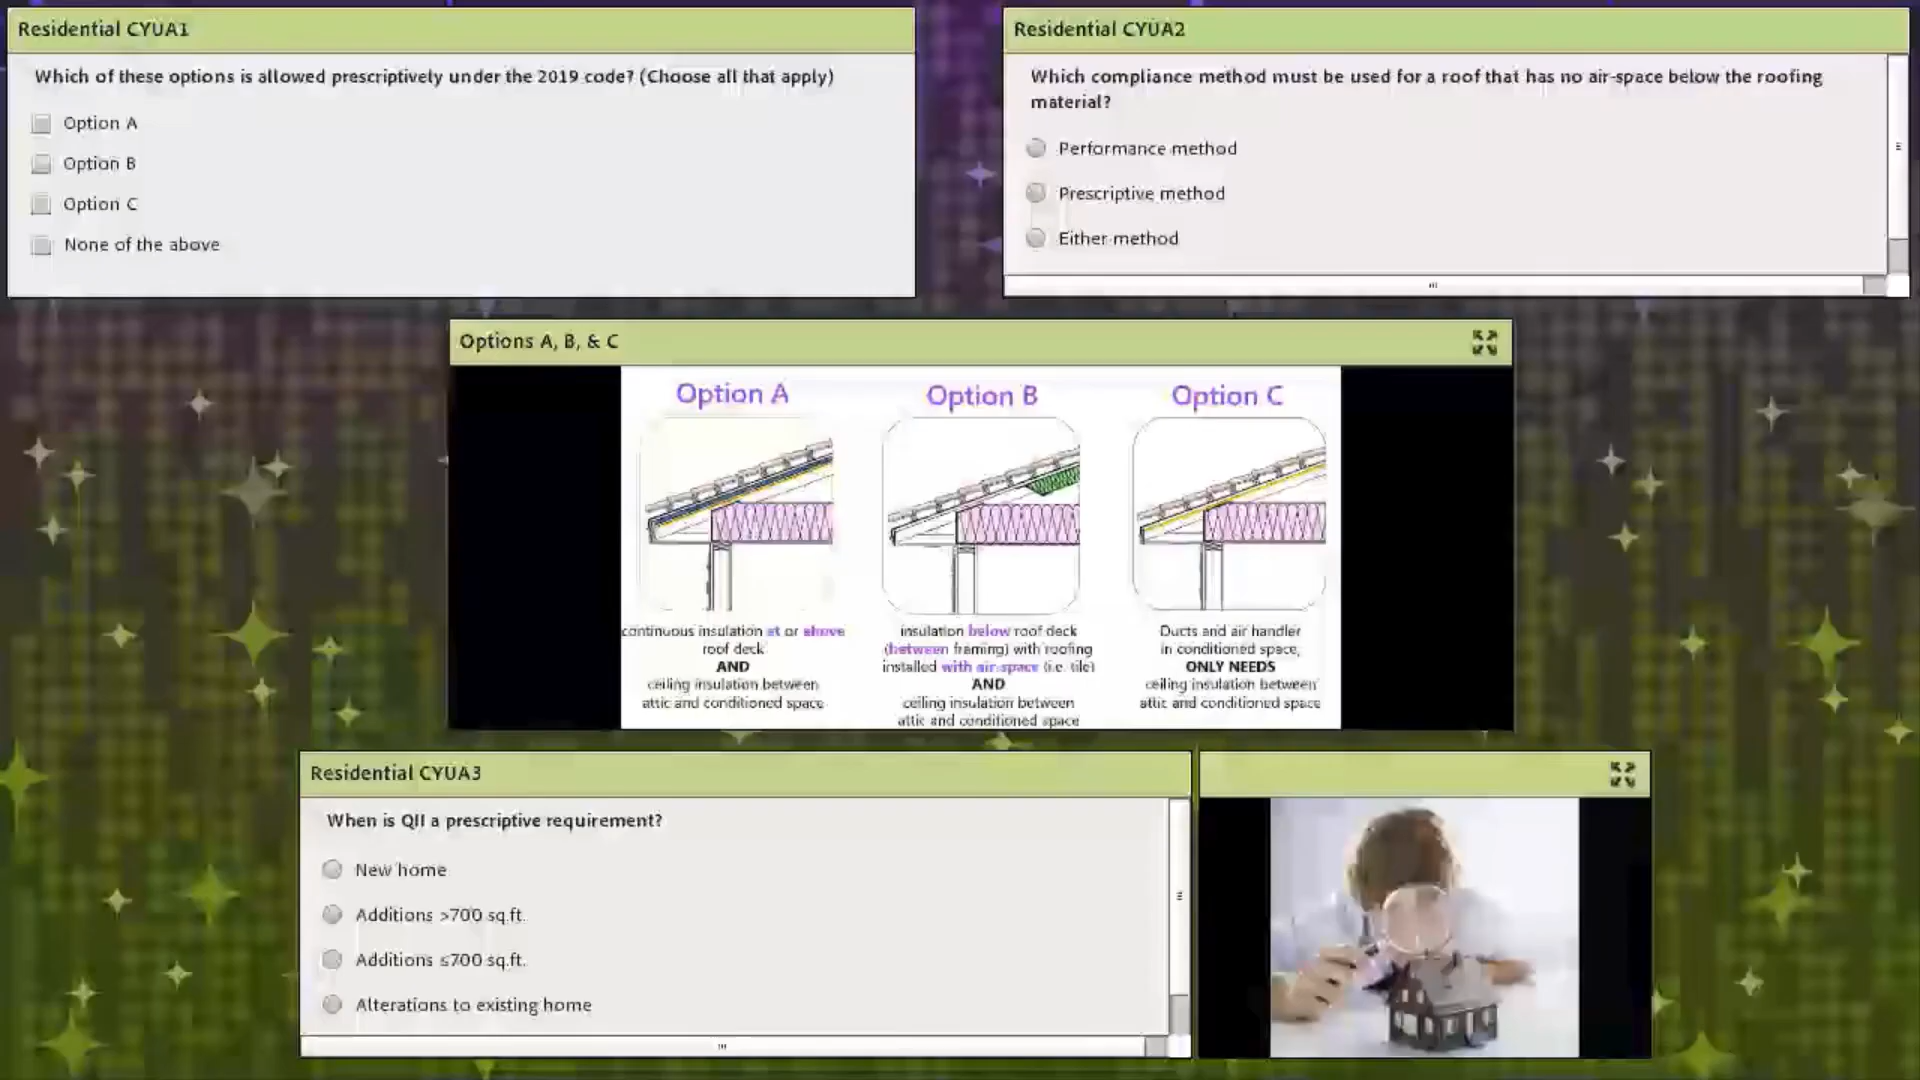 Residential CYUA1
Which of these options is allowed prescriptively under the 2019 code? (Choose all that apply)
Option A
Option B
Option C
None of the above
Residential CYUA2
Which compliance method must be used for a roof that has no air-space below the roofing
material?
Performance method
Prescriptive method
Either method
Options A, B, & C
Option A
continuous insulation at or above
roof deck
AND
ceiling insulation between
attic and conditioned space
Option B
insulation below roof deck
(between framing) with roofing
installed with air space (i.e. tile)
AND
ceiling insulation between
attic and conditioned space
Option C
Ducts and air handler
in conditioned space,
ONLY NEEDS
ceiling insulation between
attic and conditioned space
Residential CYUA3
When is QII a prescriptive requirement?
New home
Additions >700 sq.ft.
Additions ≤700 sq.ft.
Alterations to existing home